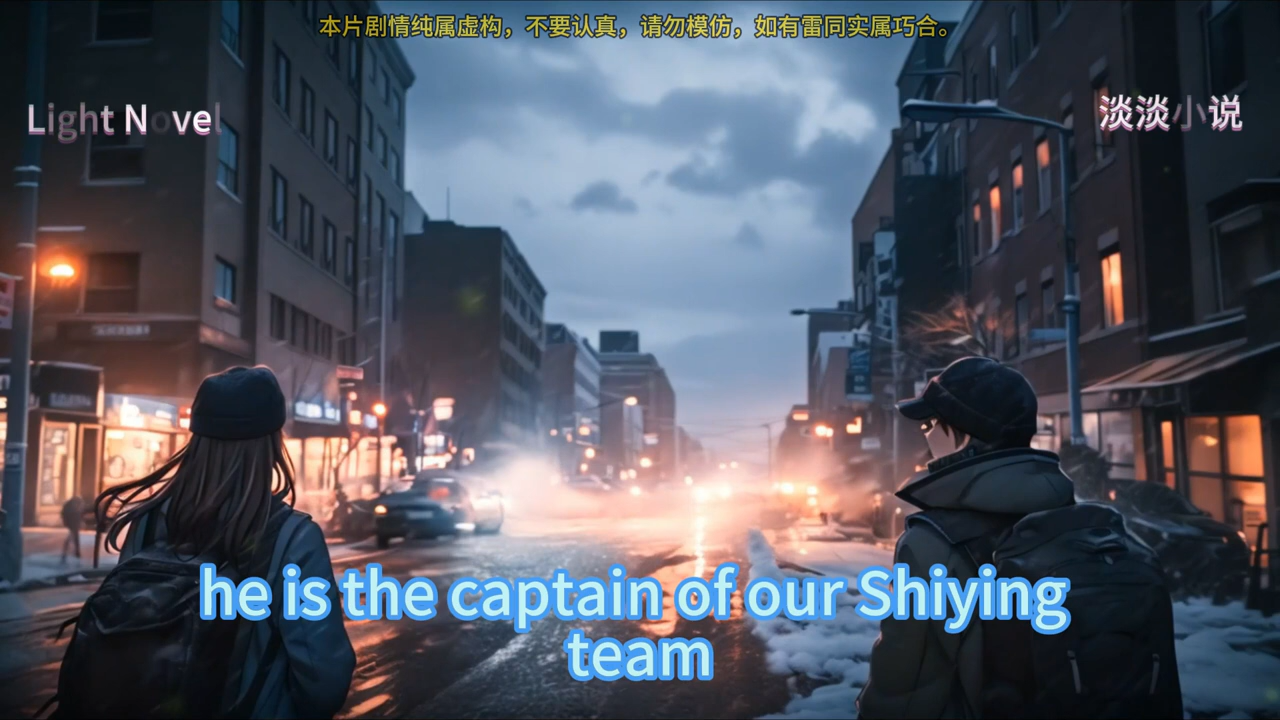 本片剧情纯属虚构，不要认真，请勿模仿，如有雷同实属巧合。
Light Novel
淡淡小说
he is the captain of our Shiying
team